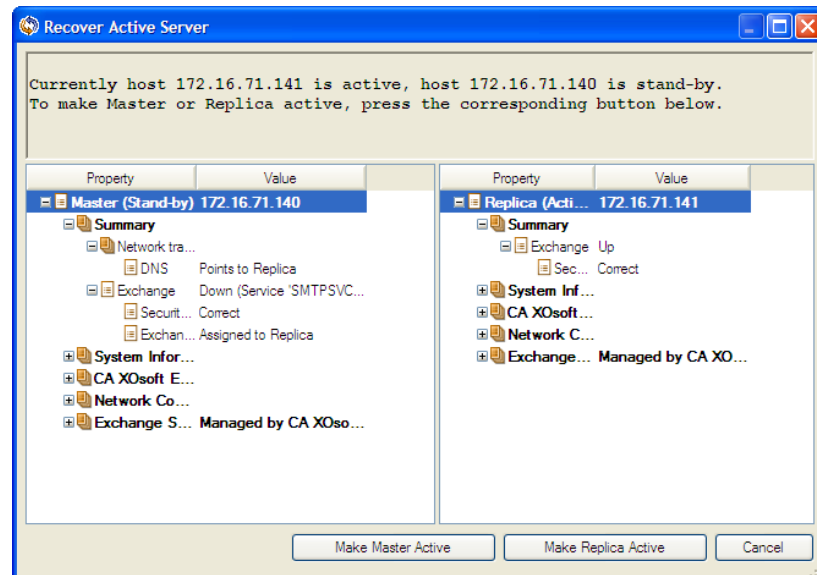 Recover Active Server
Currently host 172.16.71.141 is active, host 172.16.71.140 is stand-by.
To make Master or Replica active, press the corresponding button below.
Property Value
Master (Stand-by) 172.16.71.140
Summary
Network tra...
DNS Points to Replica
Exchange Down (Service 'SMTPSVC...
Securit... Correct
Exchan... Assigned to Replica
System Infor...
CA XOsoft E...
Network Co...
Exchange S... Managed by CA XOso...
Property Value
Replica (Acti... 172.16.71.141
Summary
Exchange Up
Sec... Correct
System Inf...
CA XOsoft...
Network C...
Exchange... Managed by CA XO...
Make Master Active Make Replica Active Cancel